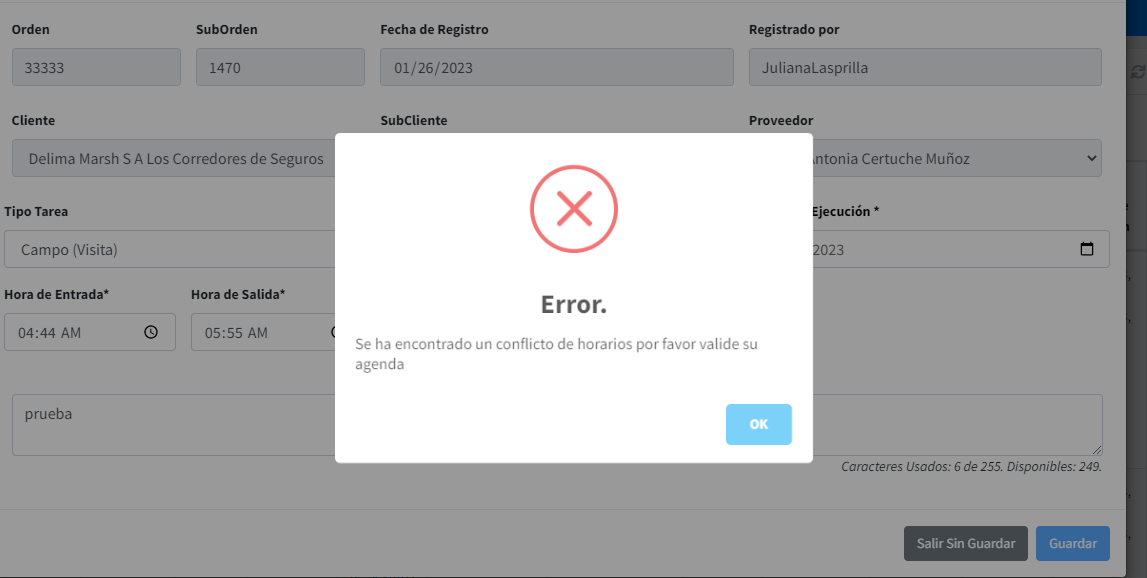 Orden SubOrden Fecha de Registro Registrado por
33333 1470 01/26/2023 JulianaLasprilla
Cliente SubCliente Proveedor
Delima Marsh S A Los Corredores de Seguros Antonia Certuche Muñoz
Tipo Tarea Ejecución *
Campo (Visita) 2023
Hora de Entrada* Hora de Salida*
04:44 AM 05:55 AM
Error.
Se ha encontrado un conflicto de horarios por favor valide su
agenda
OK
prueba
Caracteres Usados: 6 de 255. Disponibles: 249.
Salir Sin Guardar Guardar